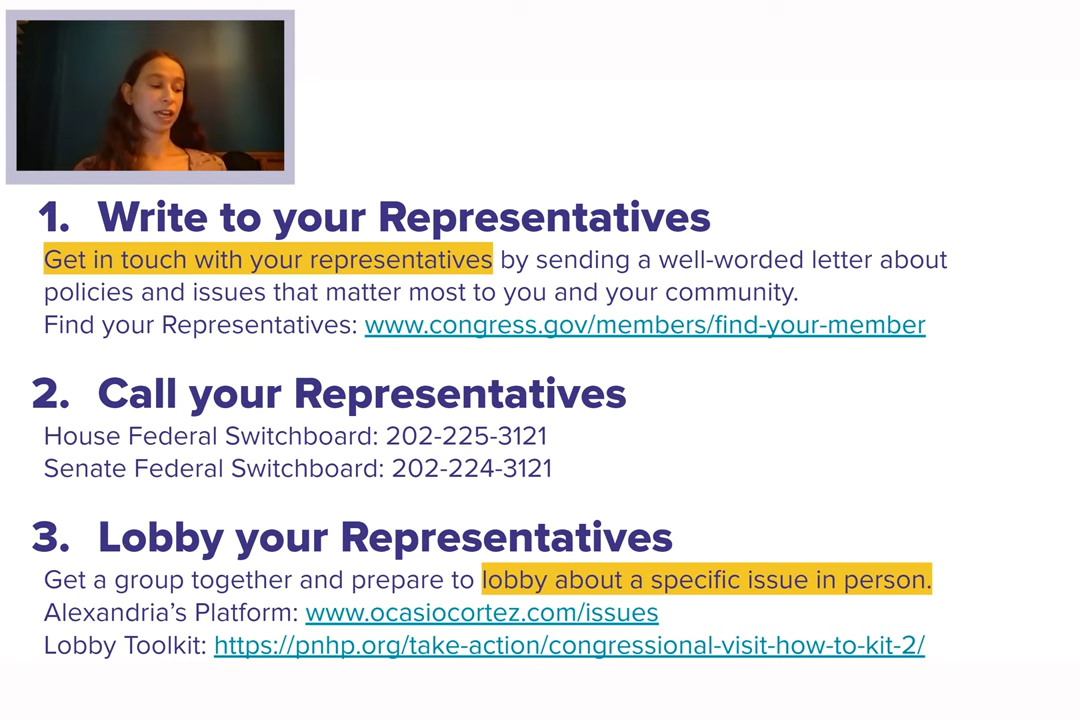 1. Write to your Representatives
Get in touch with your representatives by sending a well-worded letter about
policies and issues that matter most to you and your community.
Find your Representatives: www.congress.gov/members/find-your-member
2. Call your Representatives
House Federal Switchboard: 202-225-3121
Senate Federal Switchboard: 202-224-3121
3. Lobby your Representatives
Get a group together and prepare to lobby about a specific issue in person.
Alexandria’s Platform: www.ocasiocortez.com/issues
Lobby Toolkit: https://pnhp.org/take-action/congressional-visit-how-to-kit-2/